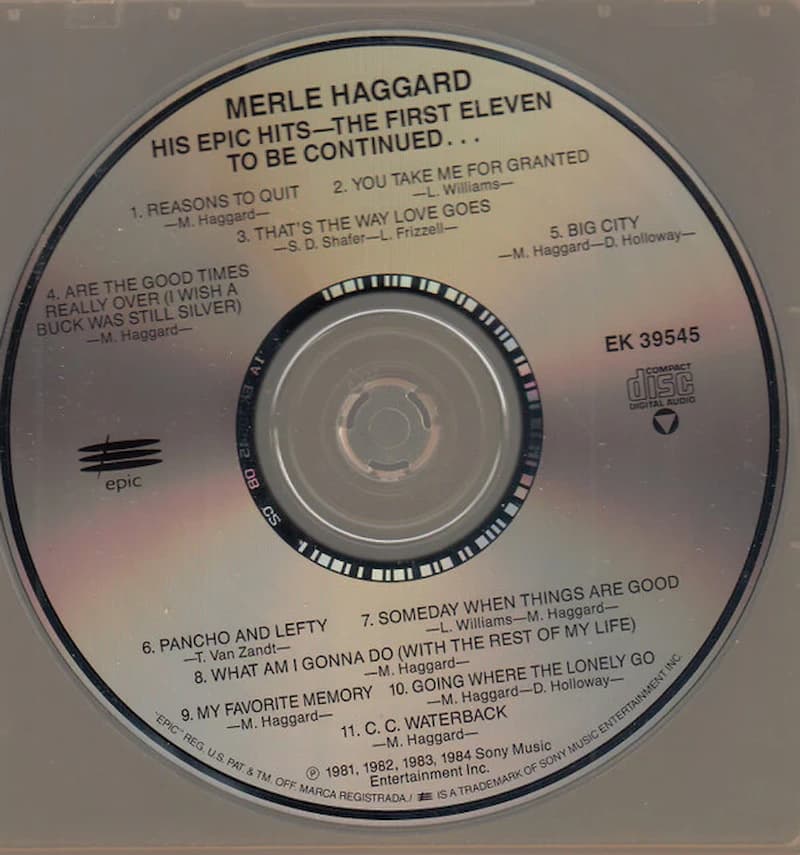 MERLE HAGGARD
HIS EPIC HITS—THE FIRST ELEVEN
TO BE CONTINUED...
1. REASONS TO QUIT
—M. Haggard—
2. YOU TAKE ME FOR GRANTED
—L. Williams—
3. THAT'S THE WAY LOVE GOES
—S. D. Shafer—L. Frizzell—
4. ARE THE GOOD TIMES
REALLY OVER (I WISH A
BUCK WAS STILL SILVER)
—M. Haggard—
5. BIG CITY
—M. Haggard—D. Holloway—
EK 39545
COMPACT
disc
DIGITAL AUDIO
epic
6. PANCHO AND LEFTY
—T. Van Zandt—
7. SOMEDAY WHEN THINGS ARE GOOD
—L. Williams—M. Haggard—
8. WHAT AM I GONNA DO (WITH THE REST OF MY LIFE)
—M. Haggard—
9. MY FAVORITE MEMORY
—M. Haggard—
10. GOING WHERE THE LONELY GO
—M. Haggard—D. Holloway—
11. C. C. WATERBACK
—M. Haggard—
℗ 1981, 1982, 1983, 1984 Sony Music
Entertainment Inc.
"EPIC" REG. U.S. PAT. & TM. OFF. MARCA REGISTRADA./ IS A TRADEMARK OF SONY MUSIC ENTERTAINMENT INC.